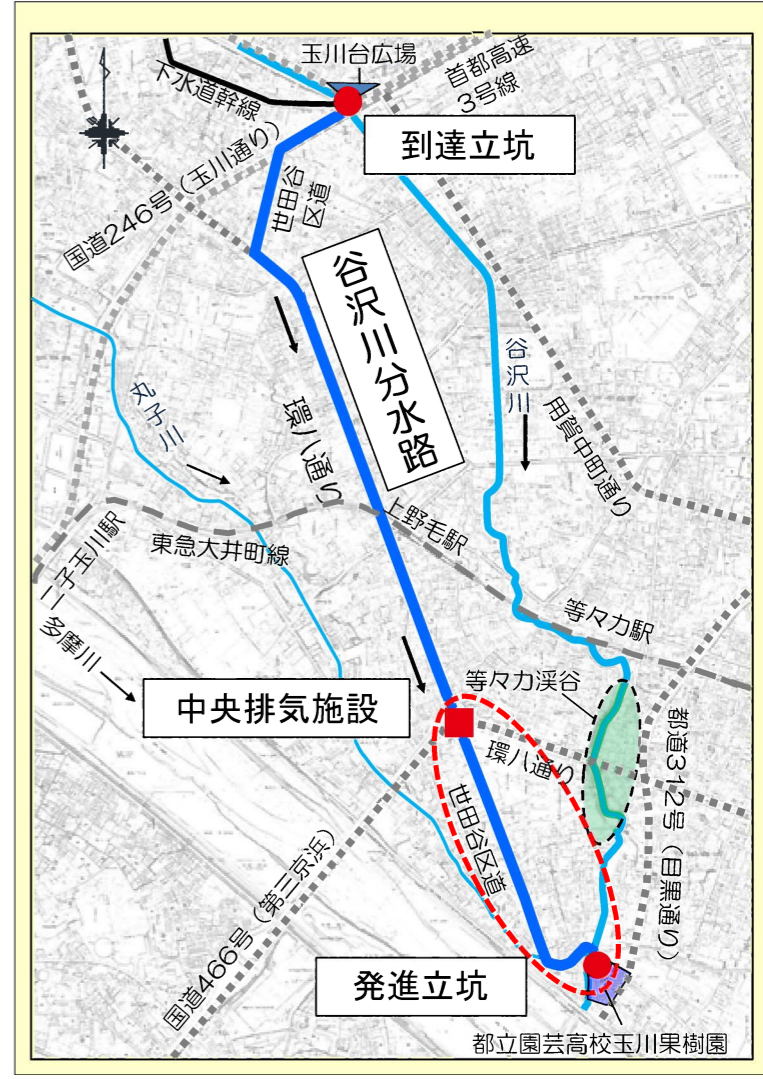 玉川台広場
首都高速
3号線
下水道幹線
到達立坑
国道246号（玉川通り）
世田谷
区道
谷沢川分水路
谷沢川
丸子川
環八通り
用賀中町通り
上野毛駅
東急大井町線
二子玉川駅
多摩川
等々力駅
等々力渓谷
中央排気施設
環八通り
都道312号（目黒通り）
世田谷区道
国道466号（第三京浜）
発進立坑
都立園芸高校玉川果樹園